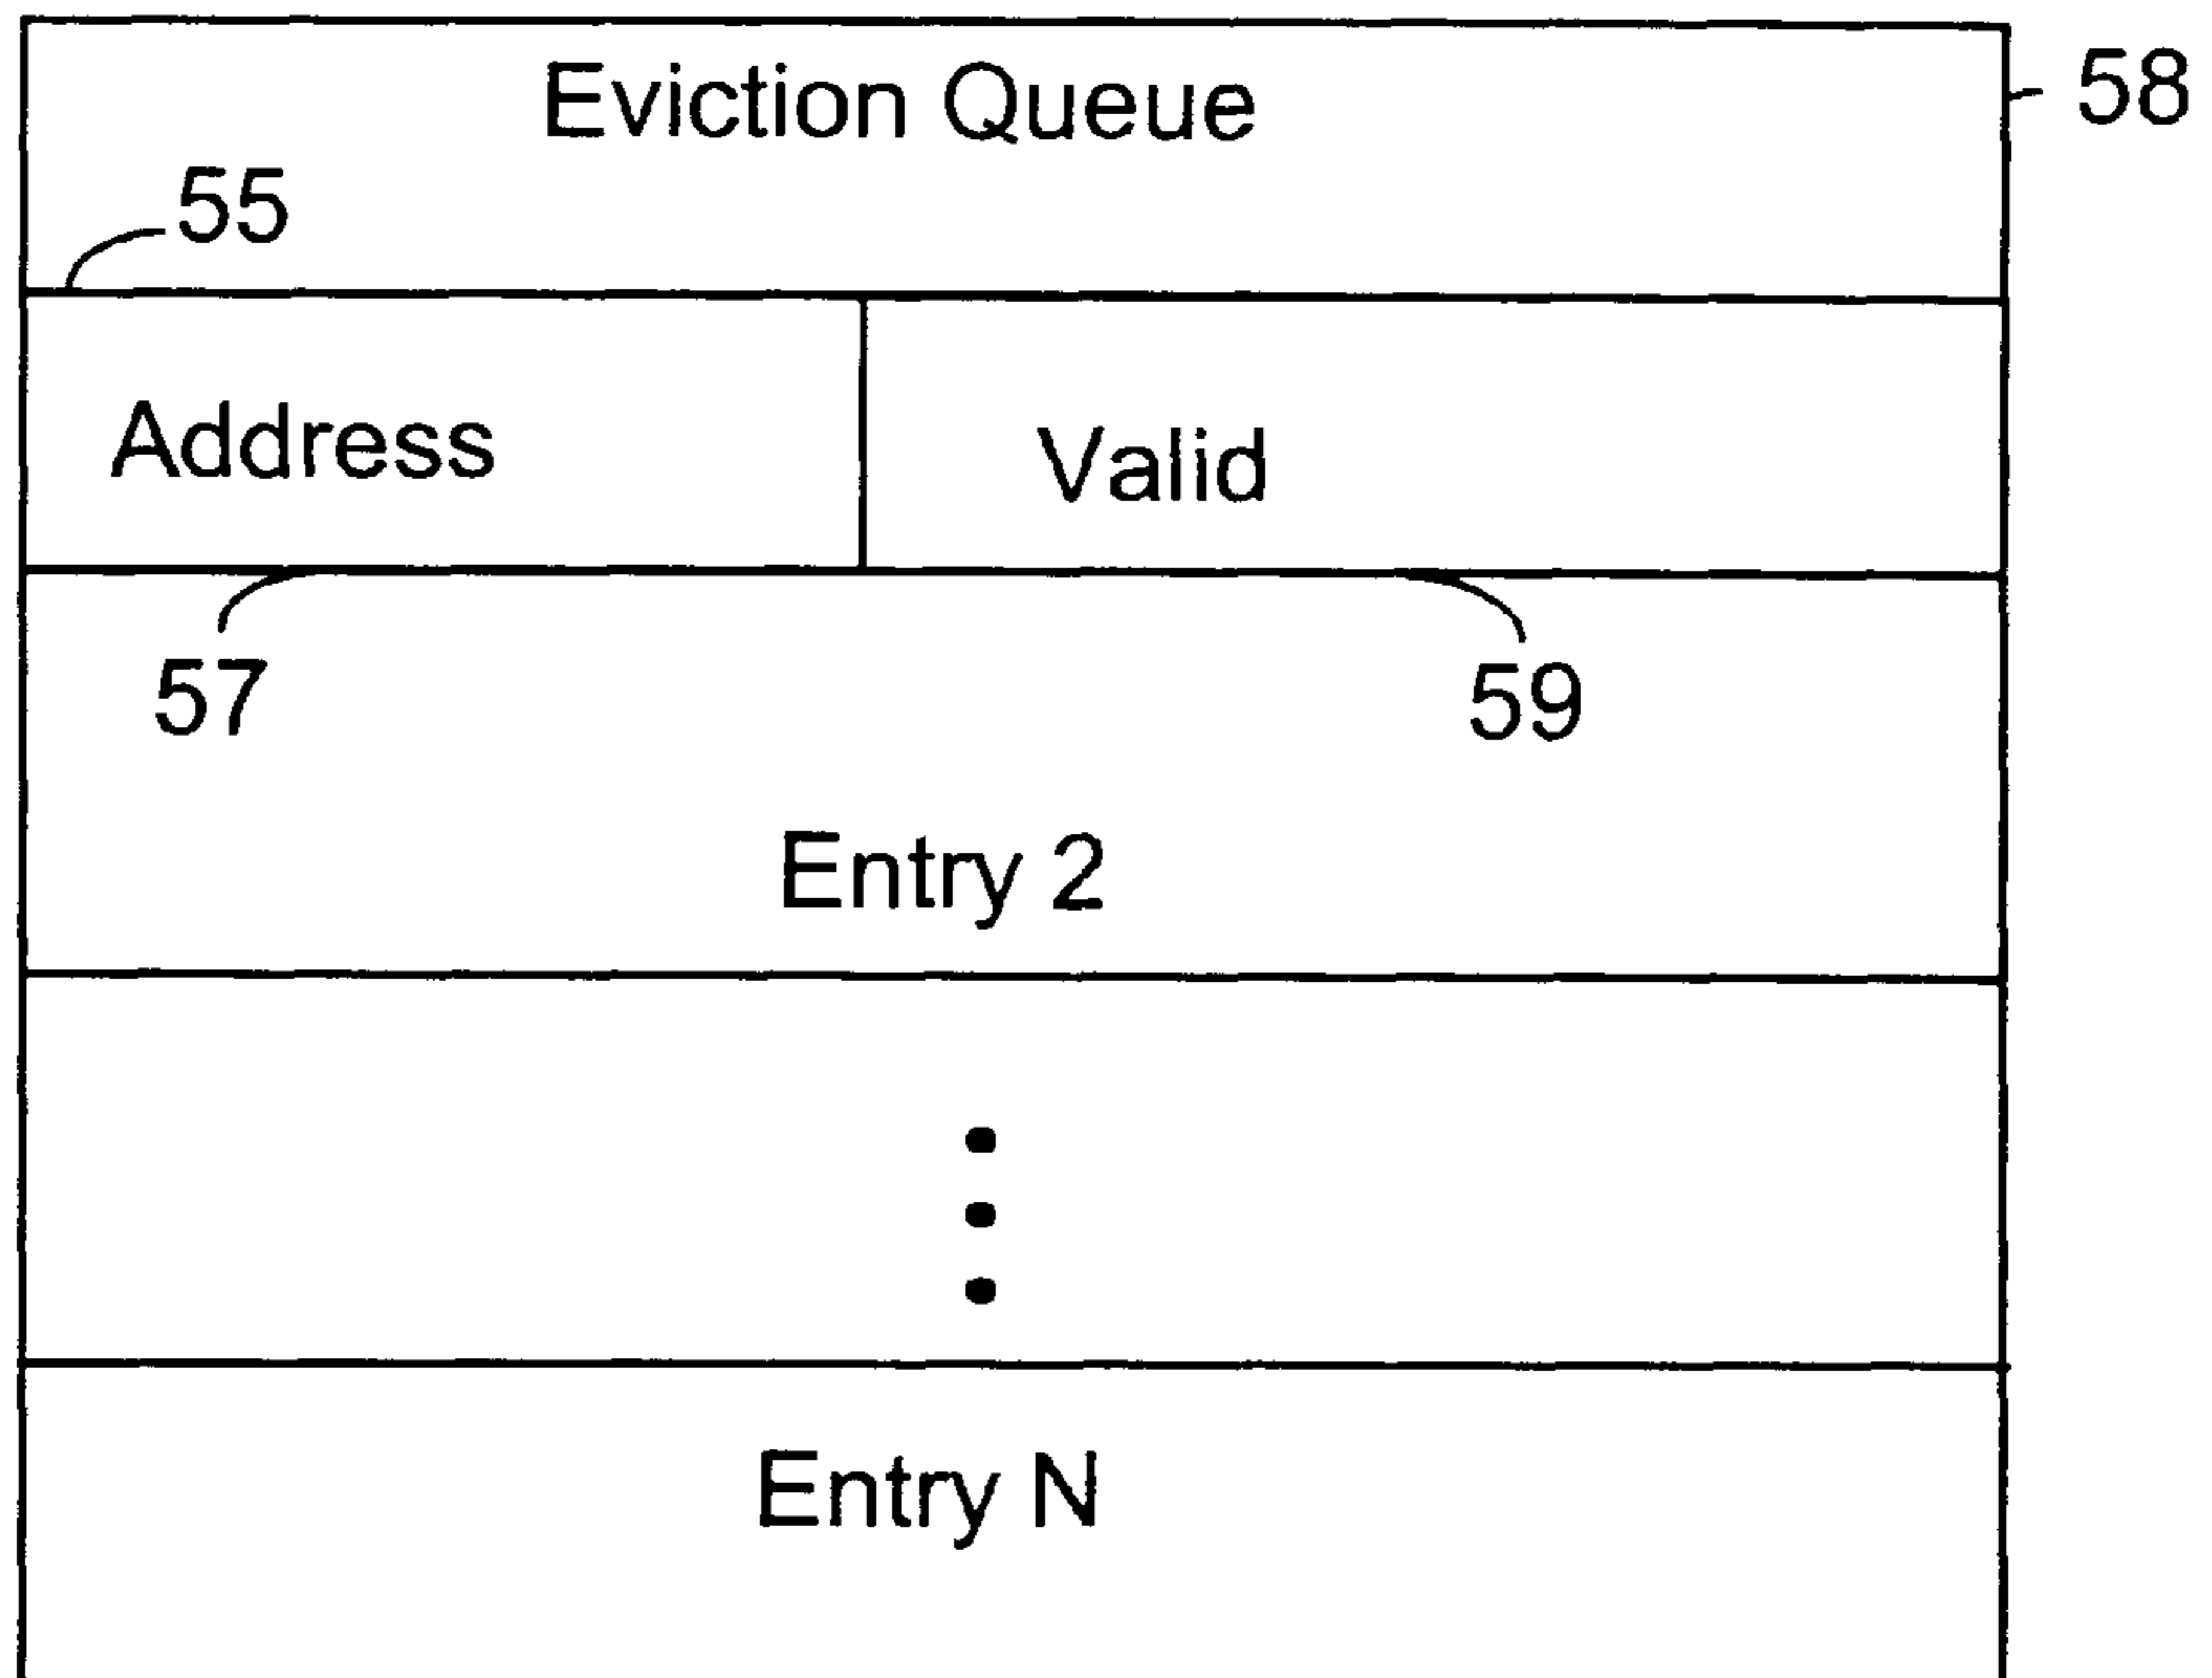 Eviction Queue
58
55
Address
Valid
57
59
Entry 2
Entry N